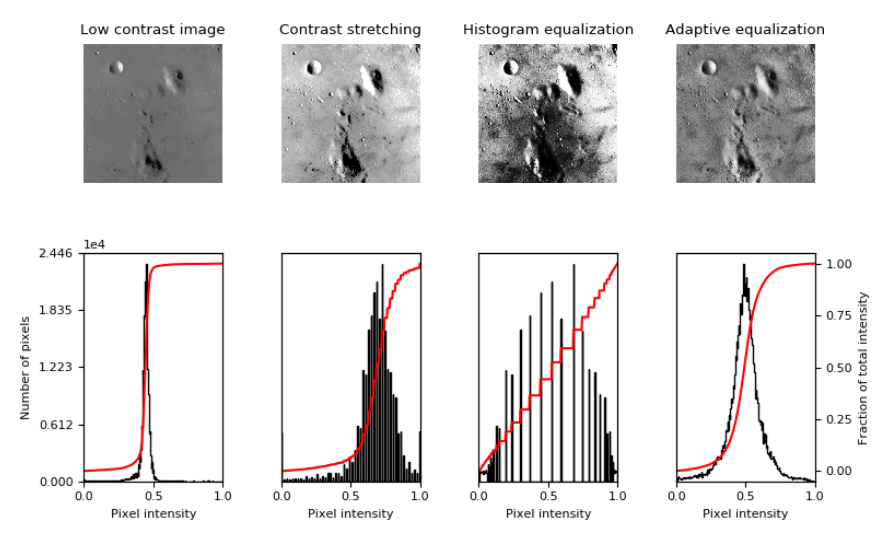 Low contrast image
Contrast stretching
Histogram equalization
Adaptive equalization
1e4
2.446
1.835
1.223
0.612
0.000
Number of pixels
0.0 0.5 1.0
Pixel intensity
0.0 0.5 1.0
Pixel intensity
0.0 0.5 1.0
Pixel intensity
0.0 0.5 1.0
Pixel intensity
1.00
0.75
0.50
0.25
0.00
Fraction of total intensity